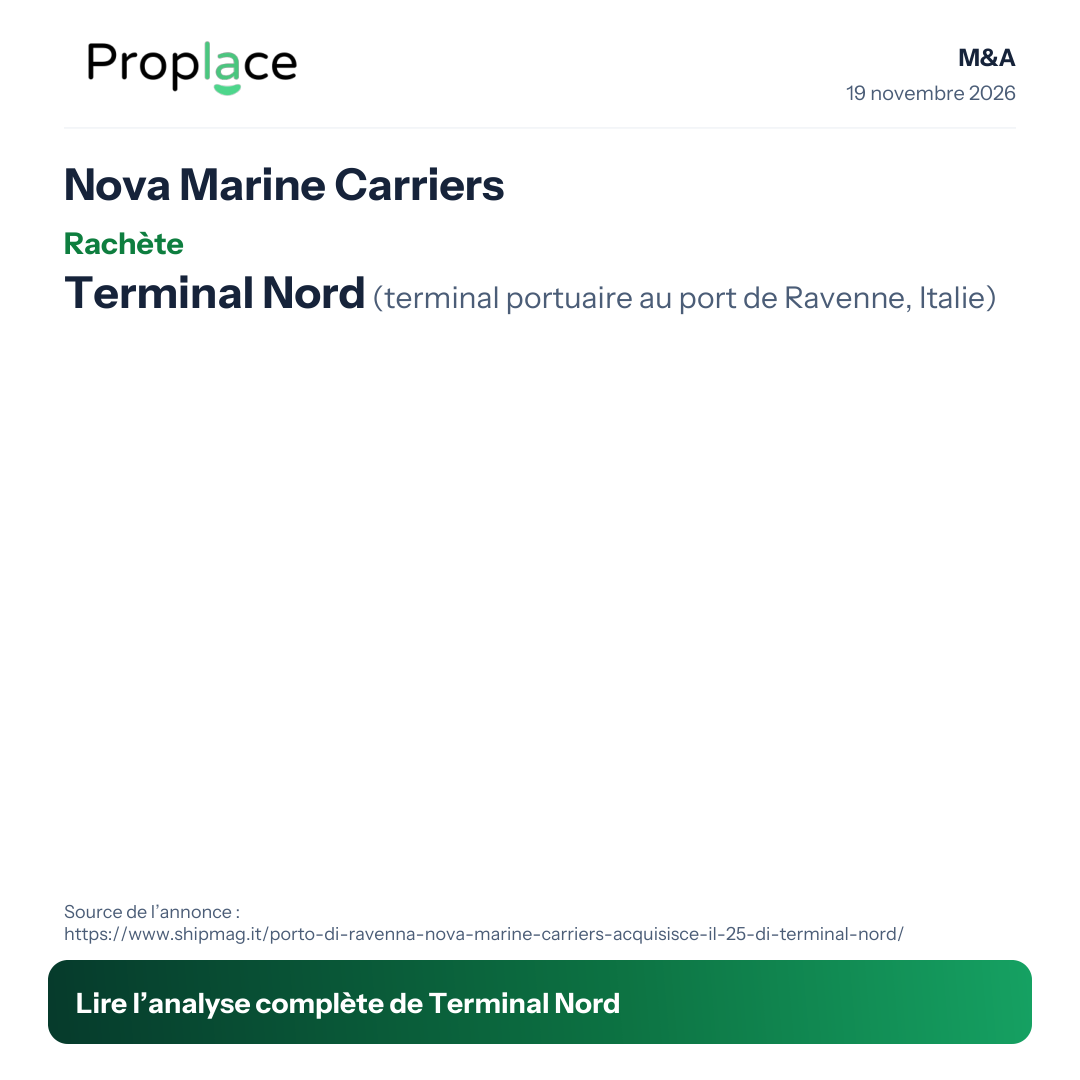 Proplace
M&A
19 novembre 2026
Nova Marine Carriers
Rachète
Terminal Nord (terminal portuaire au port de Ravenne, Italie)
Source de l’annonce :
https://www.shipmag.it/porto-di-ravenna-nova-marine-carriers-acquisisce-il-25-di-terminal-nord/
Lire l’analyse complète de Terminal Nord